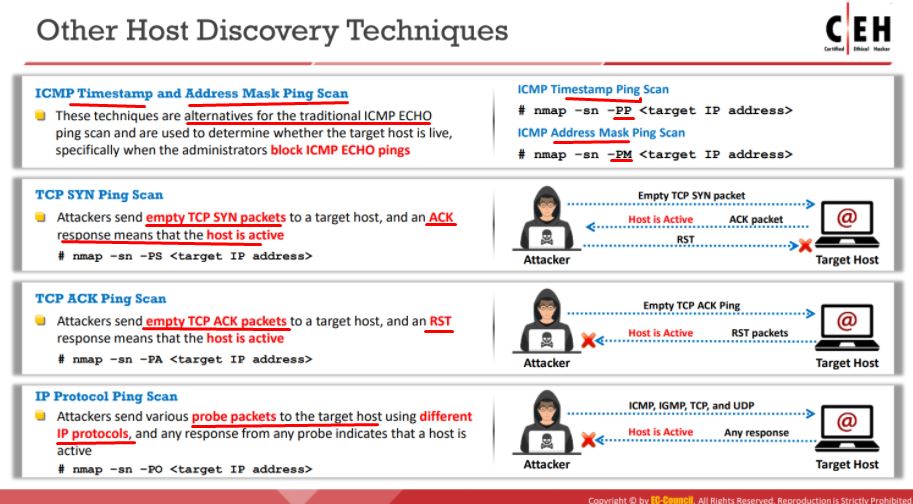 Other Host Discovery Techniques
C|EH
Certified Ethical Hacker
ICMP Timestamp and Address Mask Ping Scan
These techniques are alternatives for the traditional ICMP ECHO
ping scan and are used to determine whether the target host is live,
specifically when the administrators block ICMP ECHO pings
ICMP Timestamp Ping Scan
# nmap -sn -PP <target IP address>
ICMP Address Mask Ping Scan
# nmap -sn -PM <target IP address>
TCP SYN Ping Scan
Attackers send empty TCP SYN packets to a target host, and an ACK
response means that the host is active
# nmap -sn -PS <target IP address>
Empty TCP SYN packet
Host is Active ACK packet
RST
@
Attacker
Target Host
TCP ACK Ping Scan
Attackers send empty TCP ACK packets to a target host, and an RST
response means that the host is active
# nmap -sn -PA <target IP address>
Empty TCP ACK Ping
Host is Active RST packets
@
Attacker
Target Host
IP Protocol Ping Scan
Attackers send various probe packets to the target host using different
IP protocols, and any response from any probe indicates that a host is
active
# nmap -sn -PO <target IP address>
ICMP, IGMP, TCP, and UDP
Host is Active Any response
@
Attacker
Target Host
Copyright © by EC-Council. All Rights Reserved. Reproduction is Strictly Prohibited